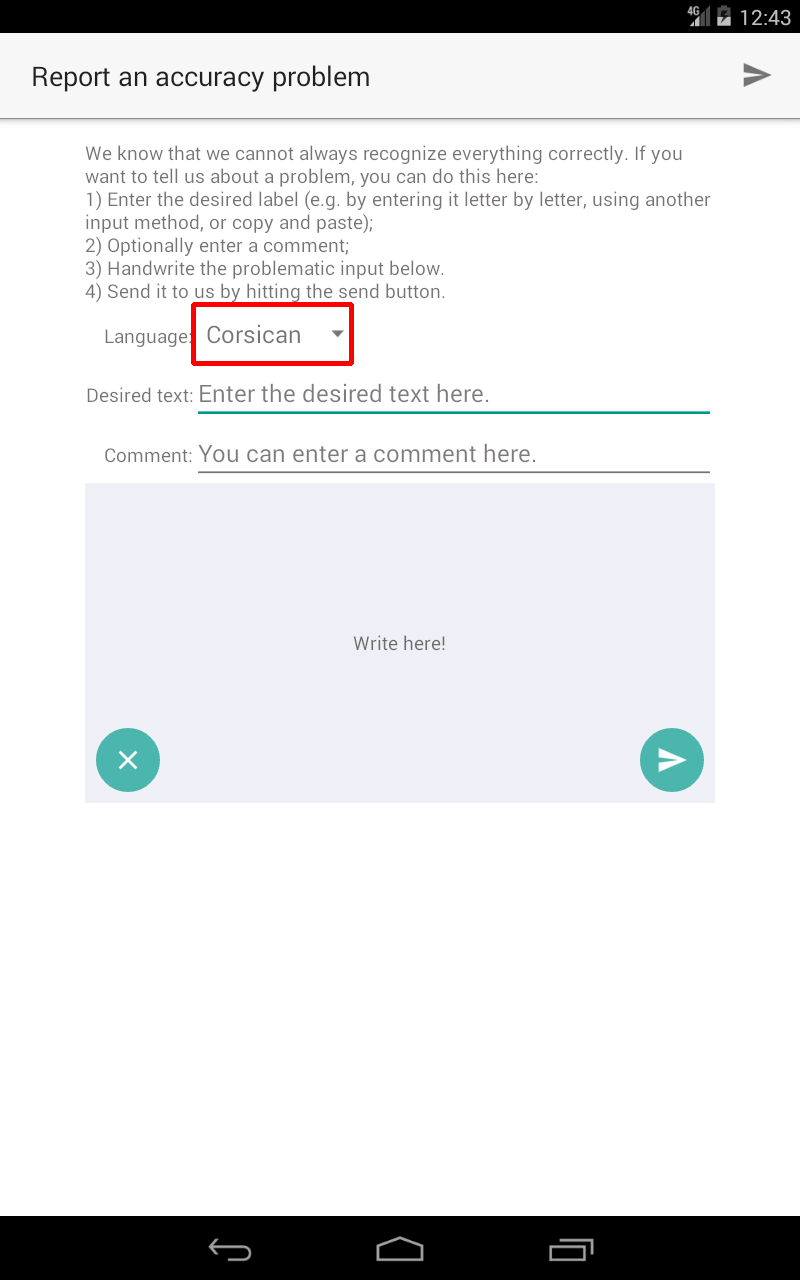 4G 12:43
Report an accuracy problem
We know that we cannot always recognize everything correctly. If you
want to tell us about a problem, you can do this here:
1) Enter the desired label (e.g. by entering it letter by letter, using another
input method, or copy and paste);
2) Optionally enter a comment;
3) Handwrite the problematic input below.
4) Send it to us by hitting the send button.
Language: Corsican
Desired text: Enter the desired text here.
Comment: You can enter a comment here.
Write here!